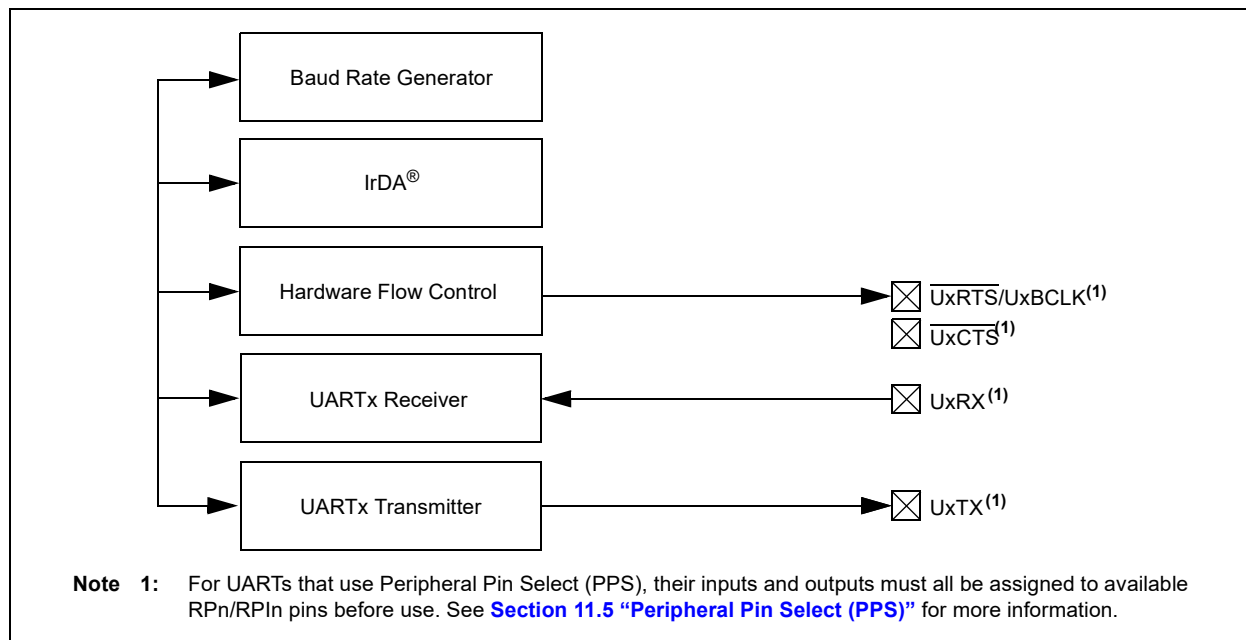 Baud Rate Generator
IrDA®
Hardware Flow Control
UxRTS/UxBCLK(1)
UxCTS(1)
UARTx Receiver
UxRX(1)
UARTx Transmitter
UxTX(1)
Note 1: For UARTs that use Peripheral Pin Select (PPS), their inputs and outputs must all be assigned to available
RPn/RPIn pins before use. See Section 11.5 “Peripheral Pin Select (PPS)” for more information.